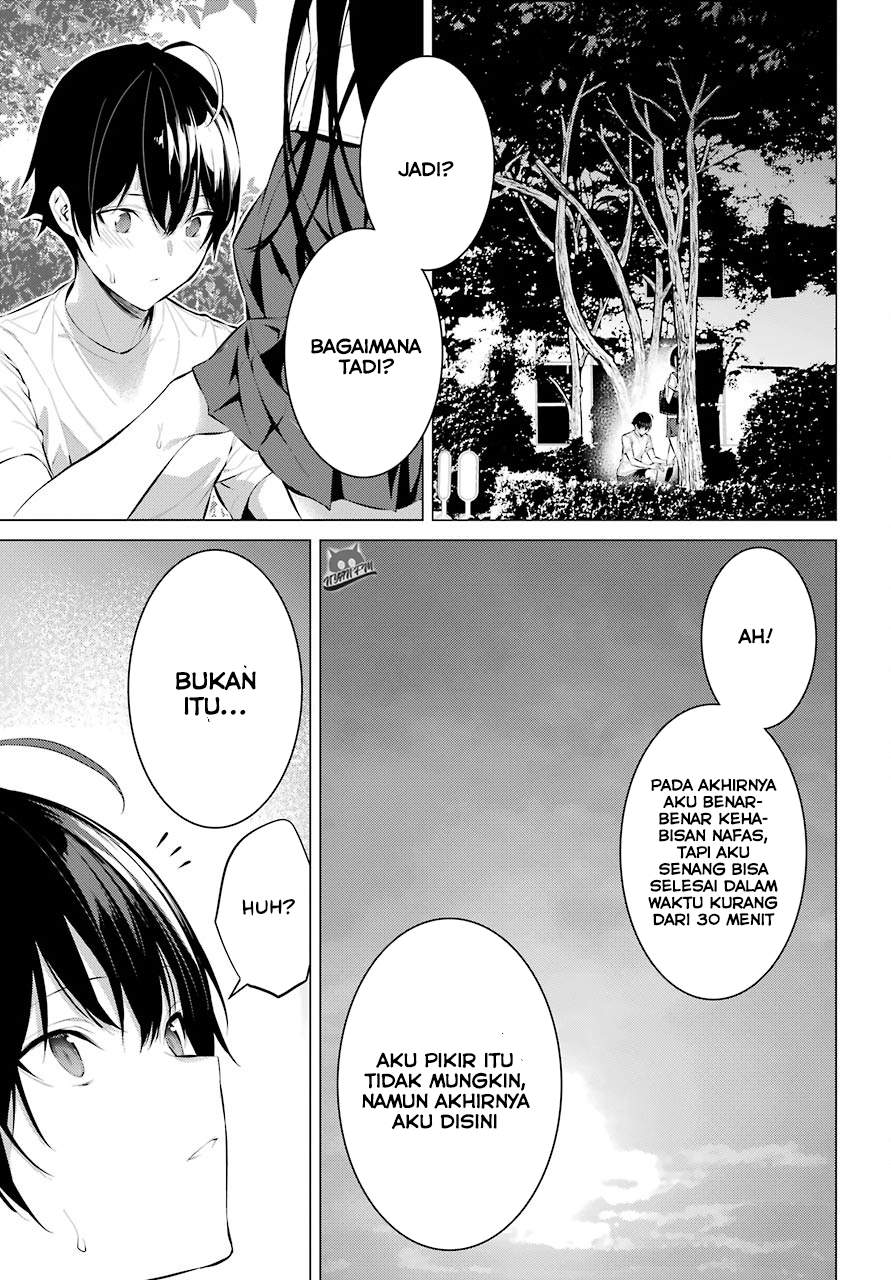 JADI?
BAGAIMANA
TADI?
AH!
PADA AKHIRNYA
AKU BENAR-
BENAR KEHA-
BISAN NAFAS,
TAPI AKU
SENANG BISA
SELESAI DALAM
WAKTU KURANG
DARI 30 MENIT
AKU PIKIR ITU
TIDAK MUNGKIN,
NAMUN AKHIRNYA
AKU DISINI
BUKAN
ITU...
HUH?